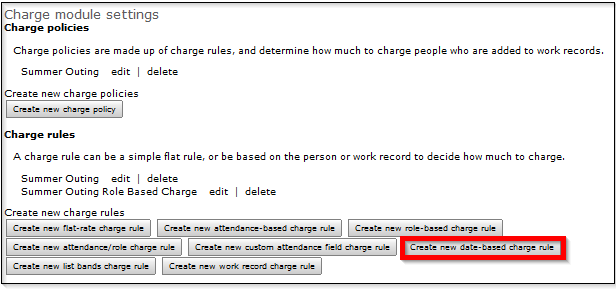 Charge module settings
Charge policies
Charge policies are made up of charge rules, and determine how much to charge people who are added to work records.
Summer Outing edit | delete
Create new charge policies
Create new charge policy
Charge rules
A charge rule can be a simple flat rule, or be based on the person or work record to decide how much to charge.
Summer Outing edit | delete
Summer Outing Role Based Charge edit | delete
Create new charge rules
Create new flat-rate charge rule Create new attendance-based charge rule Create new role-based charge rule
Create new attendance/role charge rule Create new custom attendance field charge rule Create new date-based charge rule
Create new list bands charge rule Create new work record charge rule